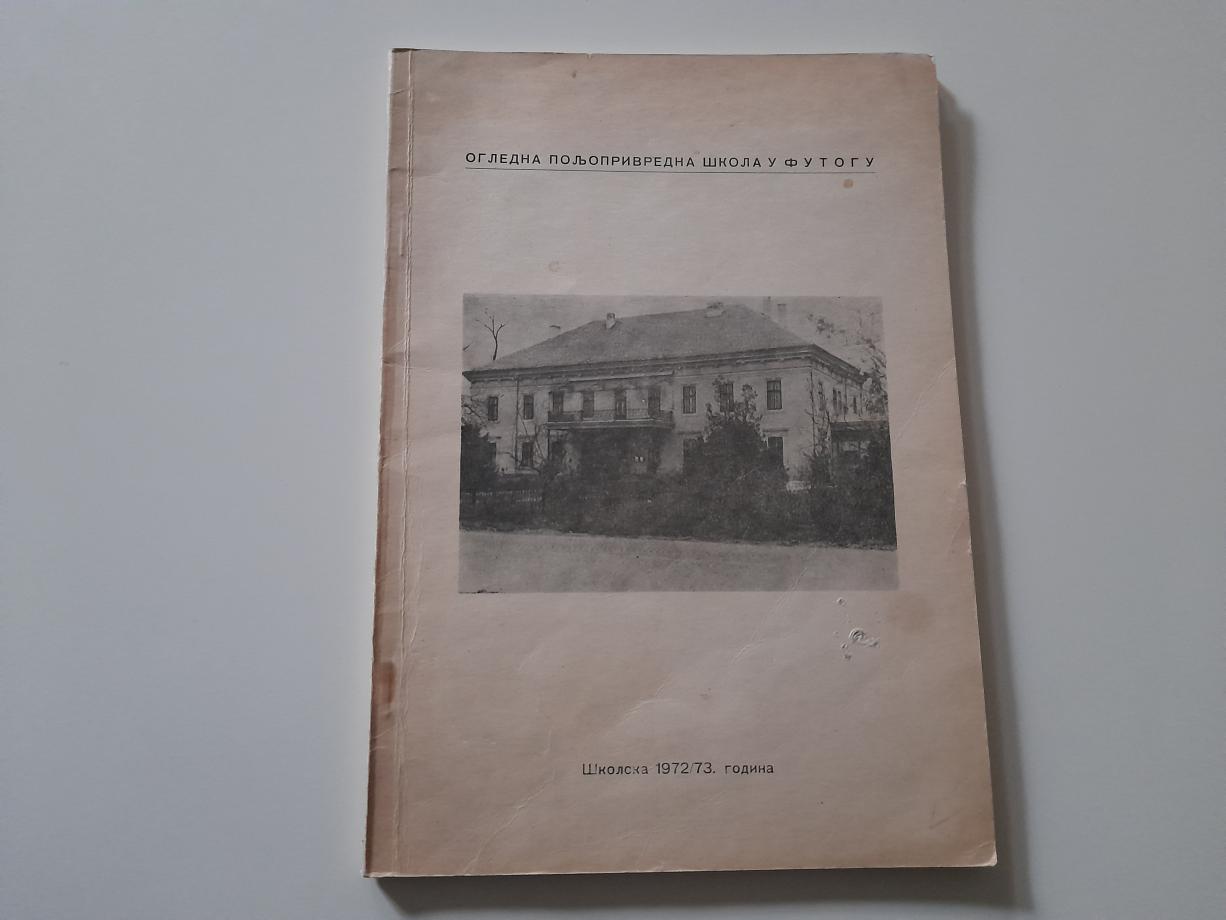 ОГЛЕДНА ПОЉОПРИВРЕДНА ШКОЛА У ФУТОГУ
Школска 1972/73. година